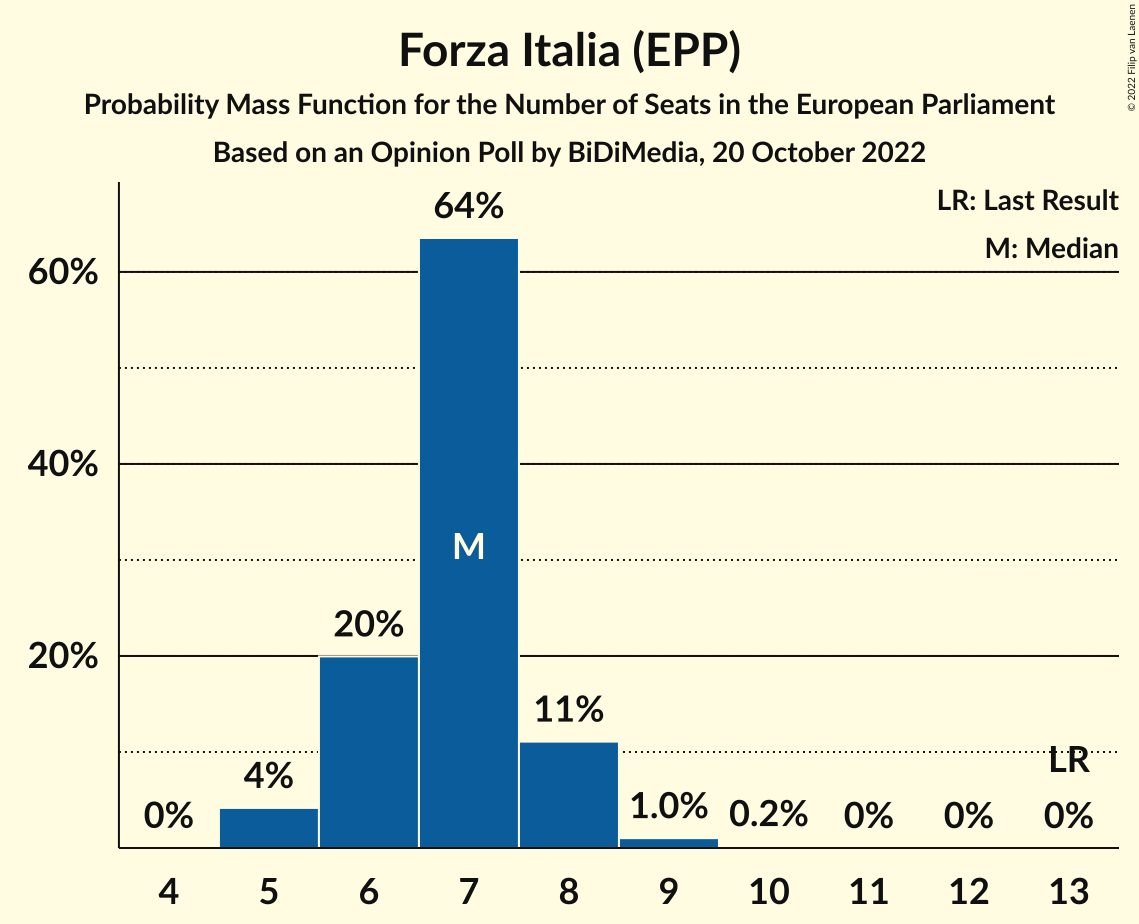 Forza Italia (EPP)
Probability Mass Function for the Number of Seats in the European Parliament
Based on an Opinion Poll by BiDiMedia, 20 October 2022
© 2022 Filip van Laenen
LR: Last Result
M: Median
60%
40%
20%
0%
4%
20%
64%
M
11%
1.0%
0.2%
0%
0%
LR
0%
4 5 6 7 8 9 10 11 12 13